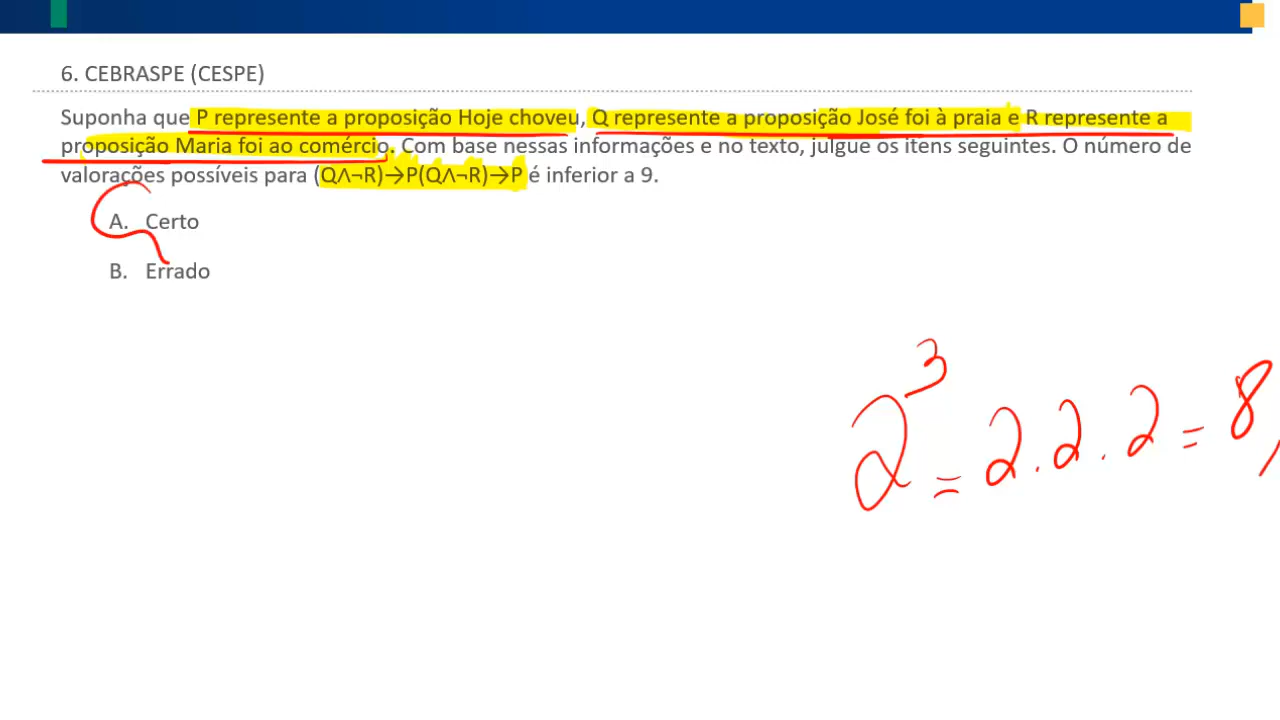 6. CEBRASPE (CESPE)
Suponha que P represente a proposição Hoje choveu, Q represente a proposição José foi à praia e R represente a
proposição Maria foi ao comércio. Com base nessas informações e no texto, julgue os itens seguintes. O número de
valorações possíveis para (Q∧¬R)→P(Q∧¬R)→P é inferior a 9.
A. Certo
B. Errado
2³ = 2.2.2 = 8,